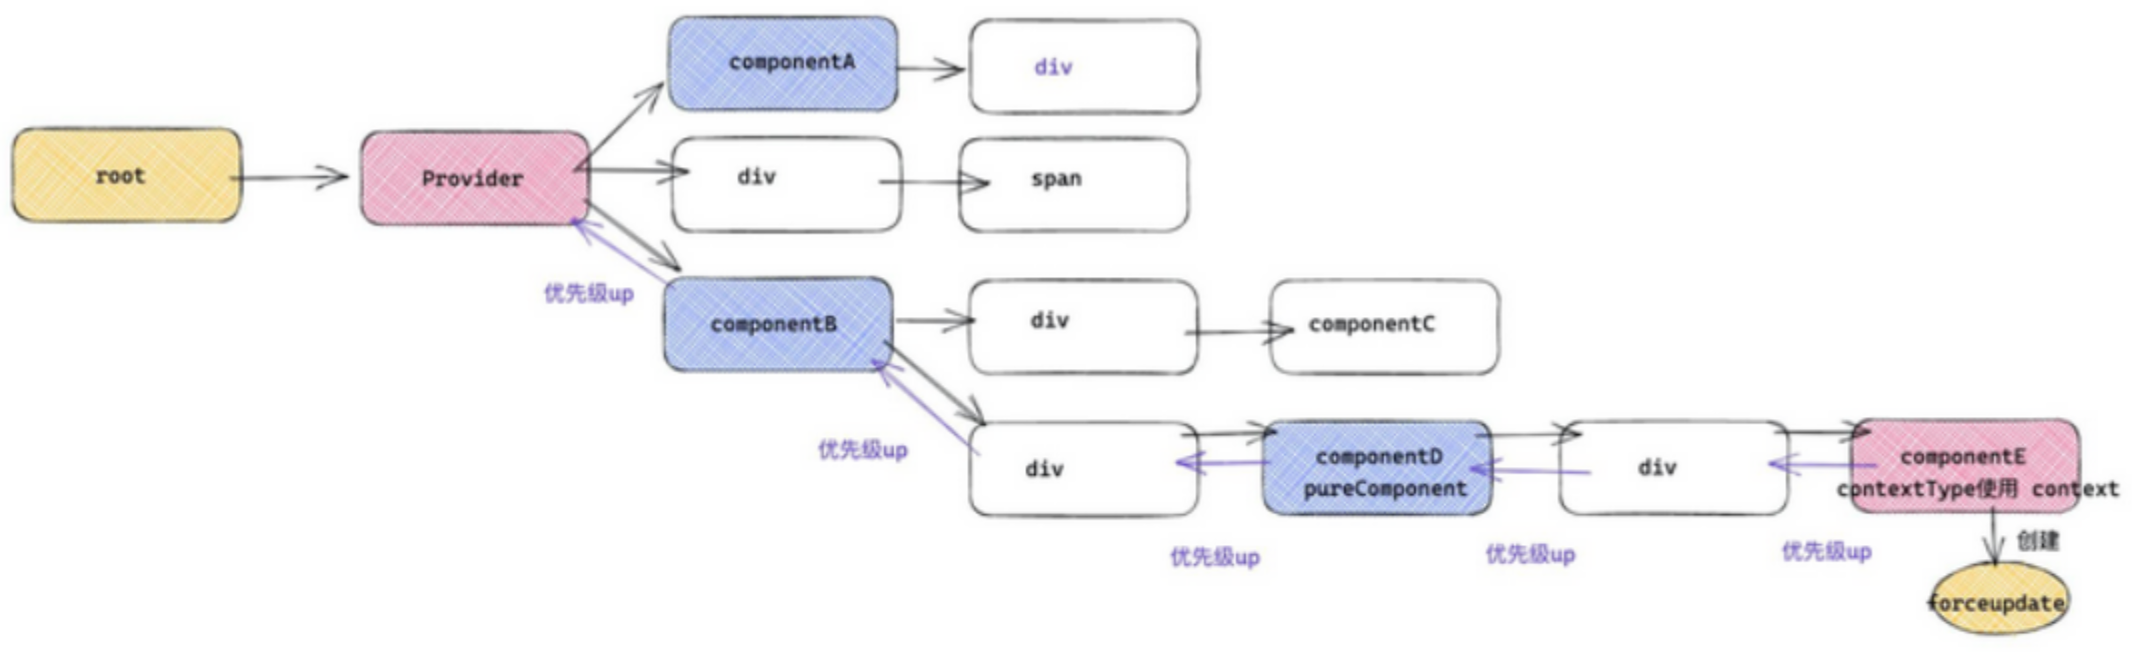 componentA
div
root
Provider
div
span
优先级up
componentB
div
componentC
优先级up
div
componentD
pureComponent
div
componentE
contextType使用 context
优先级up
优先级up
优先级up
创建
forceupdate